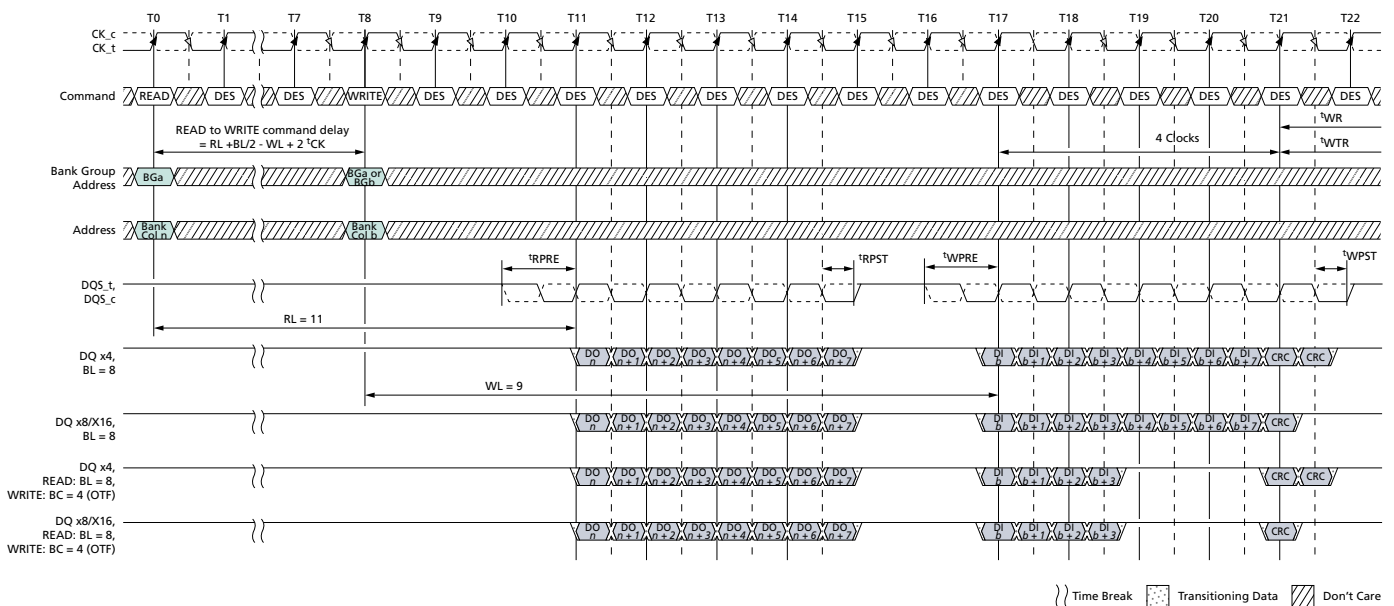 T0 T1 T7 T8 T9 T10 T11 T12 T13 T14 T15 T16 T17 T18 T19 T20 T21 T22
CK_c
CK_t
Command READ DES DES WRITE DES DES DES DES DES DES DES DES DES DES DES DES DES DES
tWR
READ to WRITE command delay
= RL +BL/2 - WL + 2 tCK
4 Clocks
tWTR
Bank Group
Address
BGa
BGa or
BGb
Address
Bank
Col n
Bank
Col b
tRPRE tRPST tWPRE tWPST
DQS_t,
DQS_c
RL = 11
DQ x4,
BL = 8
DO n DO n + 1 DO n + 2 DO n + 3 DO n + 4 DO n + 5 DO n + 6 DO n + 7 DI b DI b + 1 DI b + 2 DI b + 3 DI b + 4 DI b + 5 DI b + 6 DI b + 7 CRC CRC
WL = 9
DQ x8/X16,
BL = 8
DO n DO n + 1 DO n + 2 DO n + 3 DO n + 4 DO n + 5 DO n + 6 DO n + 7 DI b DI b + 1 DI b + 2 DI b + 3 DI b + 4 DI b + 5 DI b + 6 DI b + 7 CRC
DQ x4,
READ: BL = 8,
WRITE: BC = 4 (OTF)
DO n DO n + 1 DO n + 2 DO n + 3 DO n + 4 DO n + 5 DO n + 6 DO n + 7 DI b DI b + 1 DI b + 2 DI b + 3 CRC CRC
DQ x8/X16,
READ: BL = 8,
WRITE: BC = 4 (OTF)
DO n DO n + 1 DO n + 2 DO n + 3 DO n + 4 DO n + 5 DO n + 6 DO n + 7 DI b DI b + 1 DI b + 2 DI b + 3 CRC
Time Break Transitioning Data Don't Care